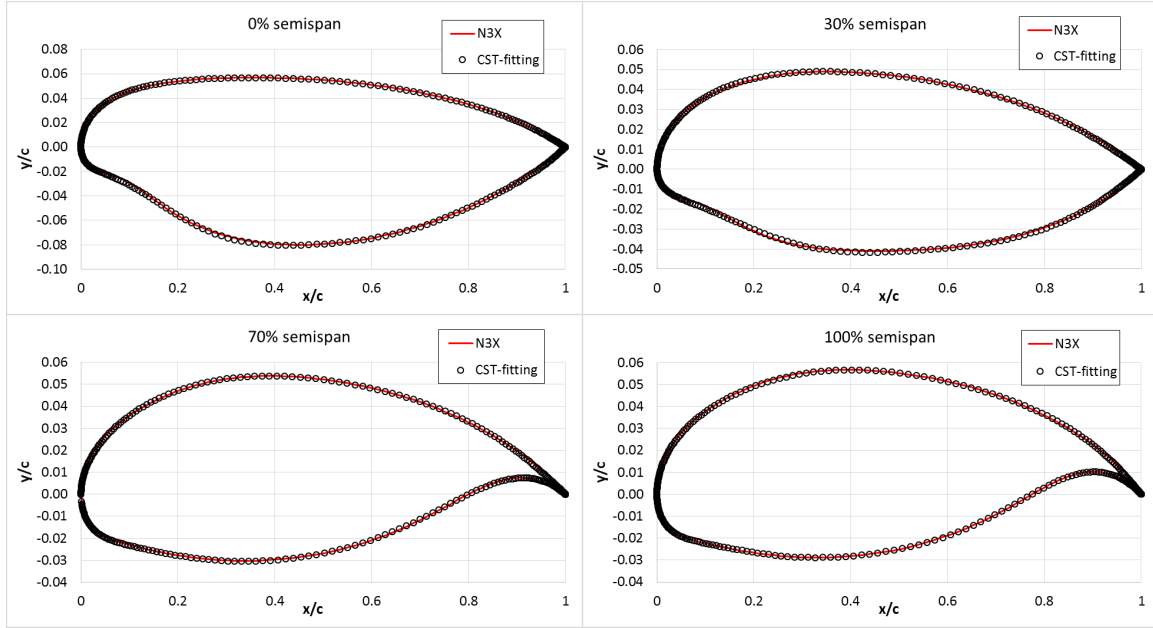 0% semispan
N3X
CST-fitting
0.08
0.06
0.04
0.02
0.00
-0.02
-0.04
-0.06
-0.08
-0.10
y/c
0 0.2 0.4 0.6 0.8 1
x/c
30% semispan
N3X
CST-fitting
0.06
0.05
0.04
0.03
0.02
0.01
0.00
-0.01
-0.02
-0.03
-0.04
-0.05
y/c
0 0.2 0.4 0.6 0.8 1
x/c
70% semispan
N3X
CST-fitting
0.06
0.05
0.04
0.03
0.02
0.01
0.00
-0.01
-0.02
-0.03
-0.04
y/c
0 0.2 0.4 0.6 0.8 1
x/c
100% semispan
N3X
CST-fitting
0.06
0.05
0.04
0.03
0.02
0.01
0.00
-0.01
-0.02
-0.03
-0.04
y/c
0 0.2 0.4 0.6 0.8 1
x/c